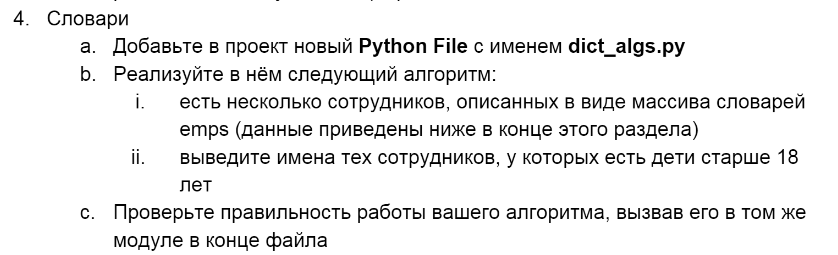 4. Словари
a. Добавьте в проект новый Python File с именем dict_algs.py
b. Реализуйте в нём следующий алгоритм:
i. есть несколько сотрудников, описанных в виде массива словарей
emps (данные приведены ниже в конце этого раздела)
ii. выведите имена тех сотрудников, у которых есть дети старше 18
лет
c. Проверьте правильность работы вашего алгоритма, вызвав его в том же
модуле в конце файла